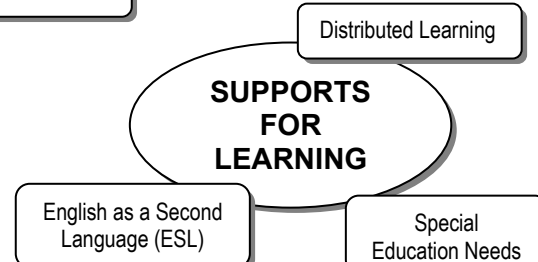 Distributed Learning
SUPPORTS
FOR
LEARNING
English as a Second
Language (ESL)
Special
Education Needs